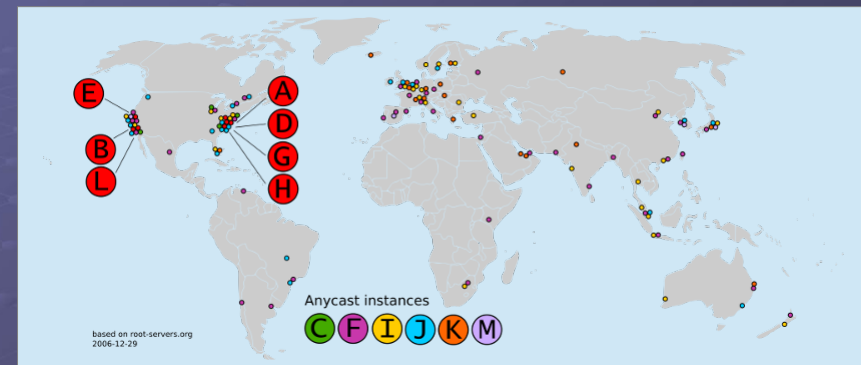 E
B
L
A
D
G
H
Anycast instances
C F I J K M
based on root-servers.org
2006-12-29